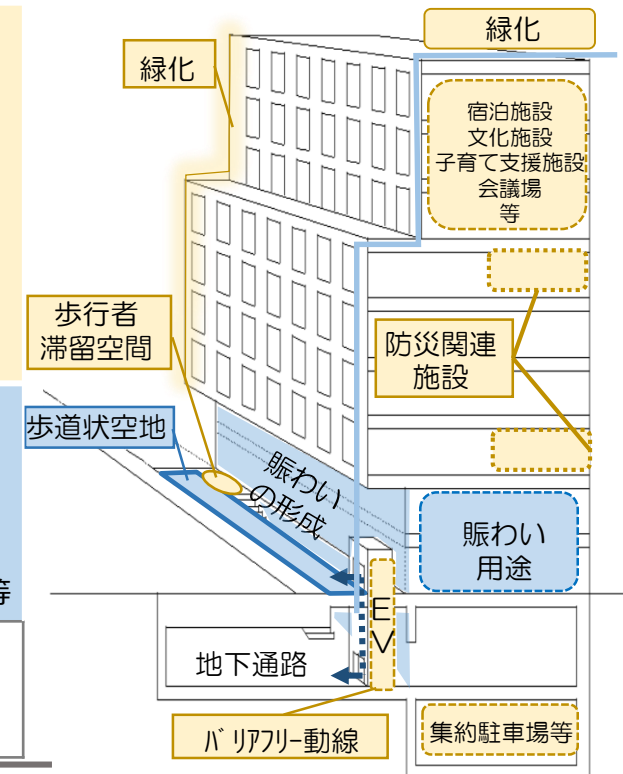 緑化
緑化
宿泊施設
文化施設
子育て支援施設
会議場
等
歩行者
滞留空間
防災関連
施設
歩道状空地
賑わい
の形成
賑わい
用途
等
EV
地下通路
バリアフリー動線
集約駐車場等